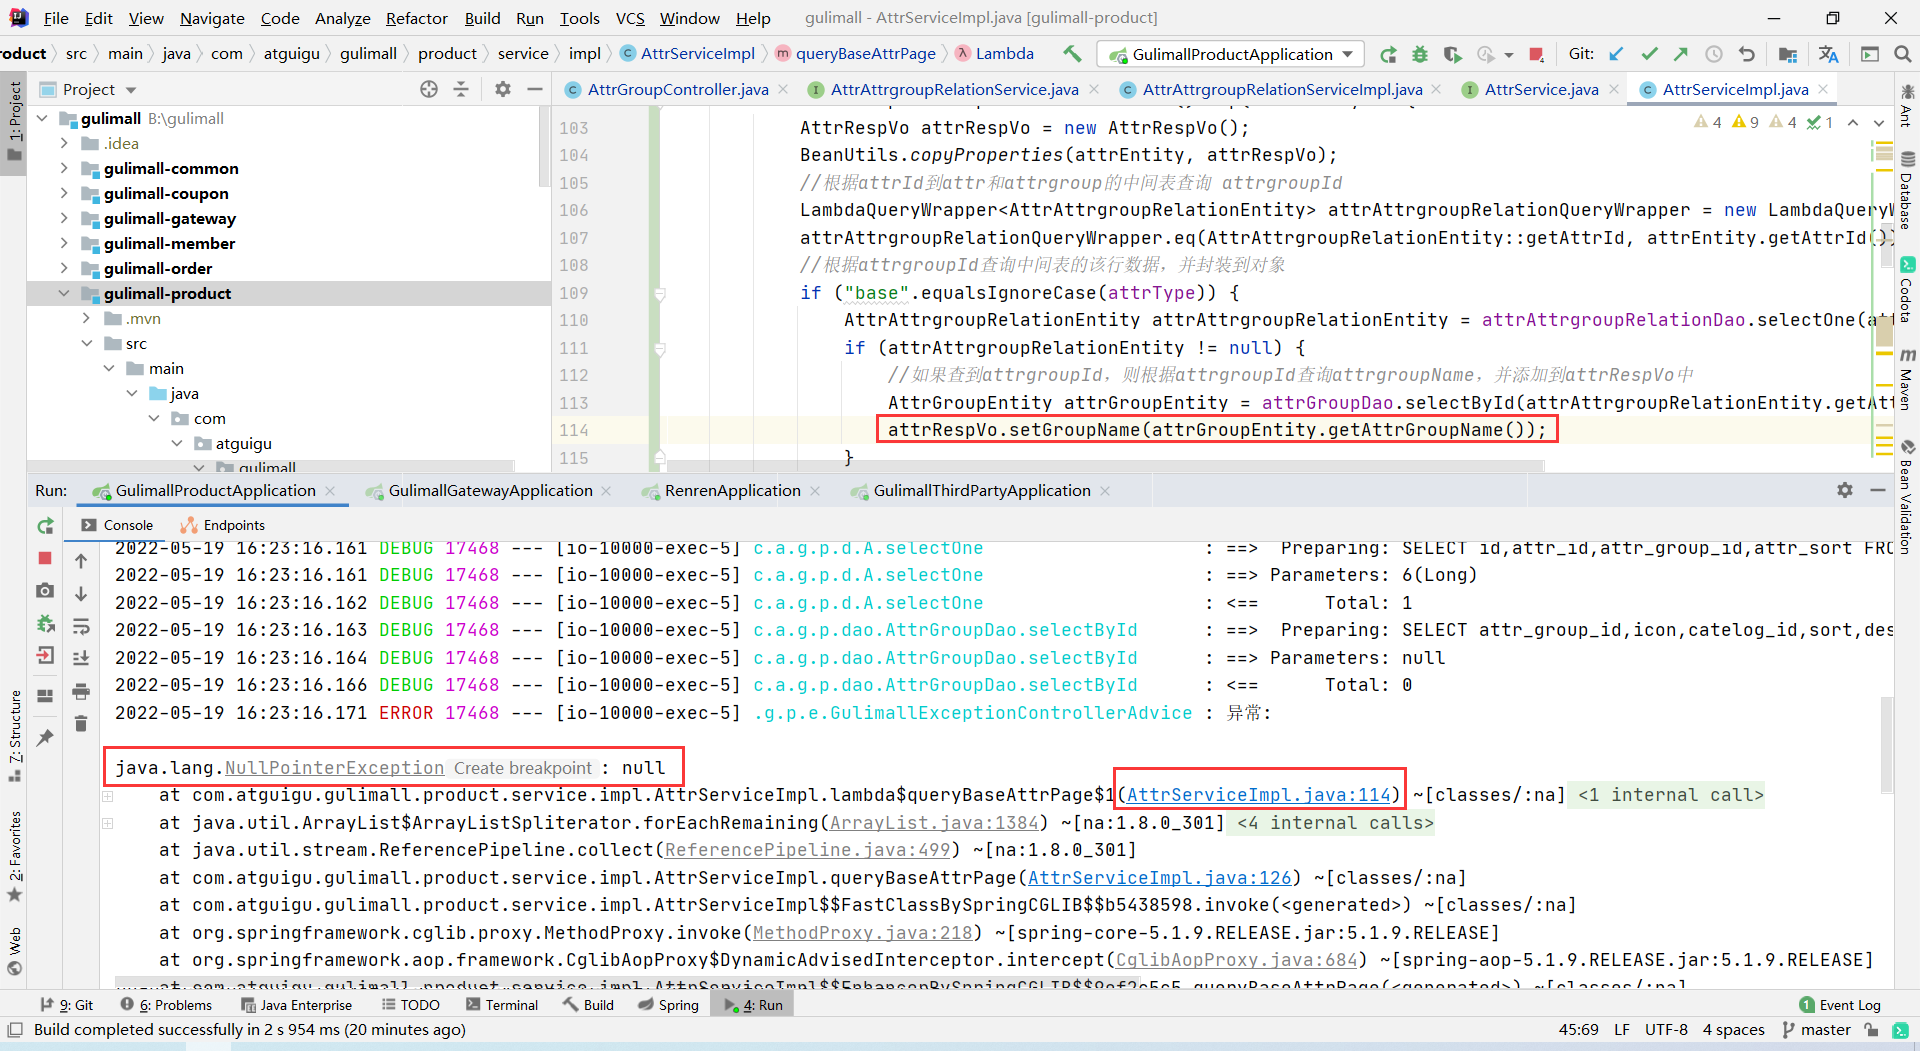 File Edit View Navigate Code Analyze Refactor Build Run Tools VCS Window Help gulimall - AttrServiceImpl.java [gulimall-product]
roduct src main java com atguigu gulimall product service impl AttrServiceImpl queryBaseAttrPage Lambda GulimallProductApplication Git:
Project AttrGroupController.java AttrAttrgroupRelationService.java AttrAttrgroupRelationServiceImpl.java AttrService.java AttrServiceImpl.java
gulimall B:\gulimall
.idea
gulimall-common
gulimall-coupon
gulimall-gateway
gulimall-member
gulimall-order
gulimall-product
.mvn
src
main
java
com
atguigu
gulimall
4 9 4 1
103 AttrRespVo attrRespVo = new AttrRespVo();
104 BeanUtils.copyProperties(attrEntity, attrRespVo);
105 //根据attrId到attr和attrgroup的中间表查询 attrgroupId
106 LambdaQueryWrapper<AttrAttrgroupRelationEntity> attrAttrgroupRelationQueryWrapper = new LambdaQueryW
107 attrAttrgroupRelationQueryWrapper.eq(AttrAttrgroupRelationEntity::getAttrId, attrEntity.getAttrId())
108 //根据attrgroupId查询中间表的该行数据，并封装到对象
109 if ("base".equalsIgnoreCase(attrType)) {
110 AttrAttrgroupRelationEntity attrAttrgroupRelationEntity = attrAttrgroupRelationDao.selectOne(at
111 if (attrAttrgroupRelationEntity != null) {
112 //如果查到attrgroupId，则根据attrgroupId查询attrgroupName，并添加到attrRespVo中
113 AttrGroupEntity attrGroupEntity = attrGroupDao.selectById(attrAttrgroupRelationEntity.getAt
114 attrRespVo.setGroupName(attrGroupEntity.getAttrGroupName());
115 }
Run: GulimallProductApplication GulimallGatewayApplication RenrenApplication GulimallThirdPartyApplication
Console Endpoints
2022-05-19 16:23:16.161 DEBUG 17468 --- [io-10000-exec-5] c.a.g.p.d.A.selectOne : ==>  Preparing: SELECT id,attr_id,attr_group_id,attr_sort FRO
2022-05-19 16:23:16.161 DEBUG 17468 --- [io-10000-exec-5] c.a.g.p.d.A.selectOne : ==> Parameters: 6(Long)
2022-05-19 16:23:16.162 DEBUG 17468 --- [io-10000-exec-5] c.a.g.p.d.A.selectOne : <==      Total: 1
2022-05-19 16:23:16.163 DEBUG 17468 --- [io-10000-exec-5] c.a.g.p.dao.AttrGroupDao.selectById : ==>  Preparing: SELECT attr_group_id,icon,catelog_id,sort,des
2022-05-19 16:23:16.164 DEBUG 17468 --- [io-10000-exec-5] c.a.g.p.dao.AttrGroupDao.selectById : ==> Parameters: null
2022-05-19 16:23:16.166 DEBUG 17468 --- [io-10000-exec-5] c.a.g.p.dao.AttrGroupDao.selectById : <==      Total: 0
2022-05-19 16:23:16.171 ERROR 17468 --- [io-10000-exec-5] .g.p.e.GulimallExceptionControllerAdvice : 异常:
java.lang.NullPointerException Create breakpoint : null
at com.atguigu.gulimall.product.service.impl.AttrServiceImpl.lambda$queryBaseAttrPage$1(AttrServiceImpl.java:114) ~[classes/:na] <1 internal call>
at java.util.ArrayList$ArrayListSpliterator.forEachRemaining(ArrayList.java:1384) ~[na:1.8.0_301] <4 internal calls>
at java.util.stream.ReferencePipeline.collect(ReferencePipeline.java:499) ~[na:1.8.0_301]
at com.atguigu.gulimall.product.service.impl.AttrServiceImpl.queryBaseAttrPage(AttrServiceImpl.java:126) ~[classes/:na]
at com.atguigu.gulimall.product.service.impl.AttrServiceImpl$$FastClassBySpringCGLIB$$b5438598.invoke(<generated>) ~[classes/:na]
at org.springframework.cglib.proxy.MethodProxy.invoke(MethodProxy.java:218) ~[spring-core-5.1.9.RELEASE.jar:5.1.9.RELEASE]
at org.springframework.aop.framework.CglibAopProxy$DynamicAdvisedInterceptor.intercept(CglibAopProxy.java:684) ~[spring-aop-5.1.9.RELEASE.jar:5.1.9.RELEASE]
9: Git 6: Problems Java Enterprise TODO Terminal Build Spring 4: Run 1 Event Log
Build completed successfully in 2 s 954 ms (20 minutes ago) 45:69 LF UTF-8 4 spaces master
1: Project
7: Structure
2: Favorites
Web
Ant
Database
Codota
Maven
Bean Validation